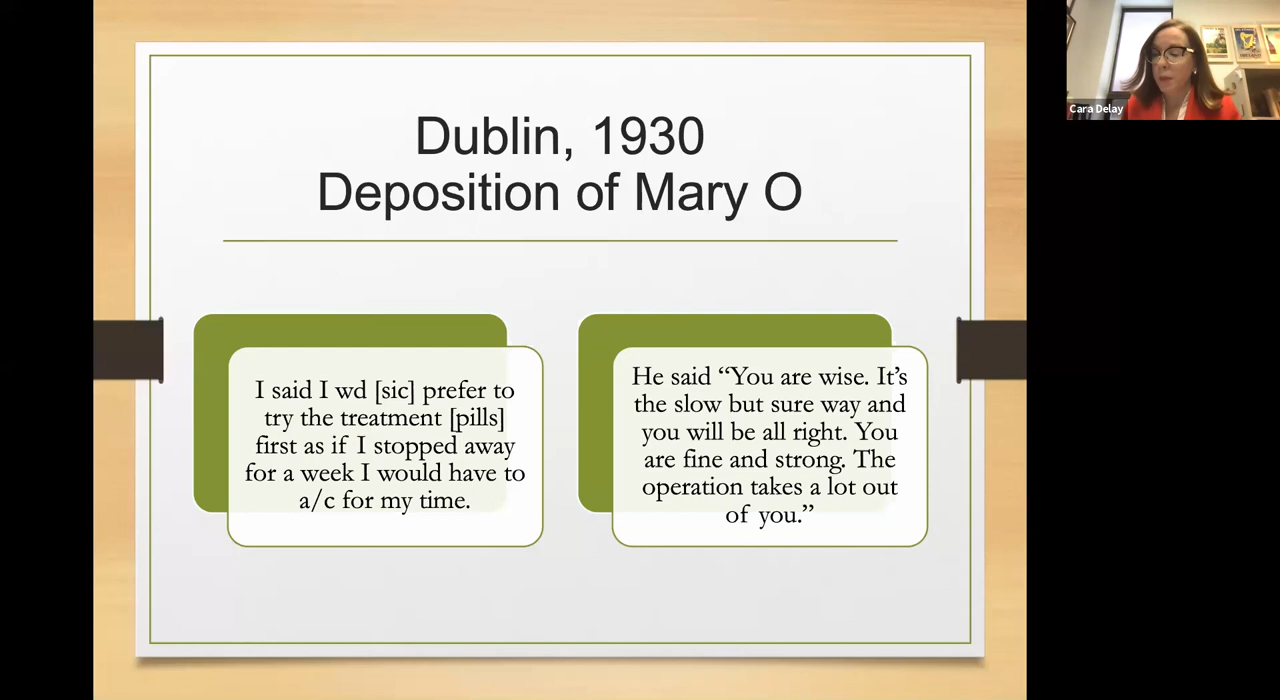 Dublin, 1930
Deposition of Mary O
I said I wd [sic] prefer to
try the treatment [pills]
first as if I stopped away
for a week I would have to
a/c for my time.
He said “You are wise. It’s
the slow but sure way and
you will be all right. You
are fine and strong. The
operation takes a lot out
of you.”
Cara Delay